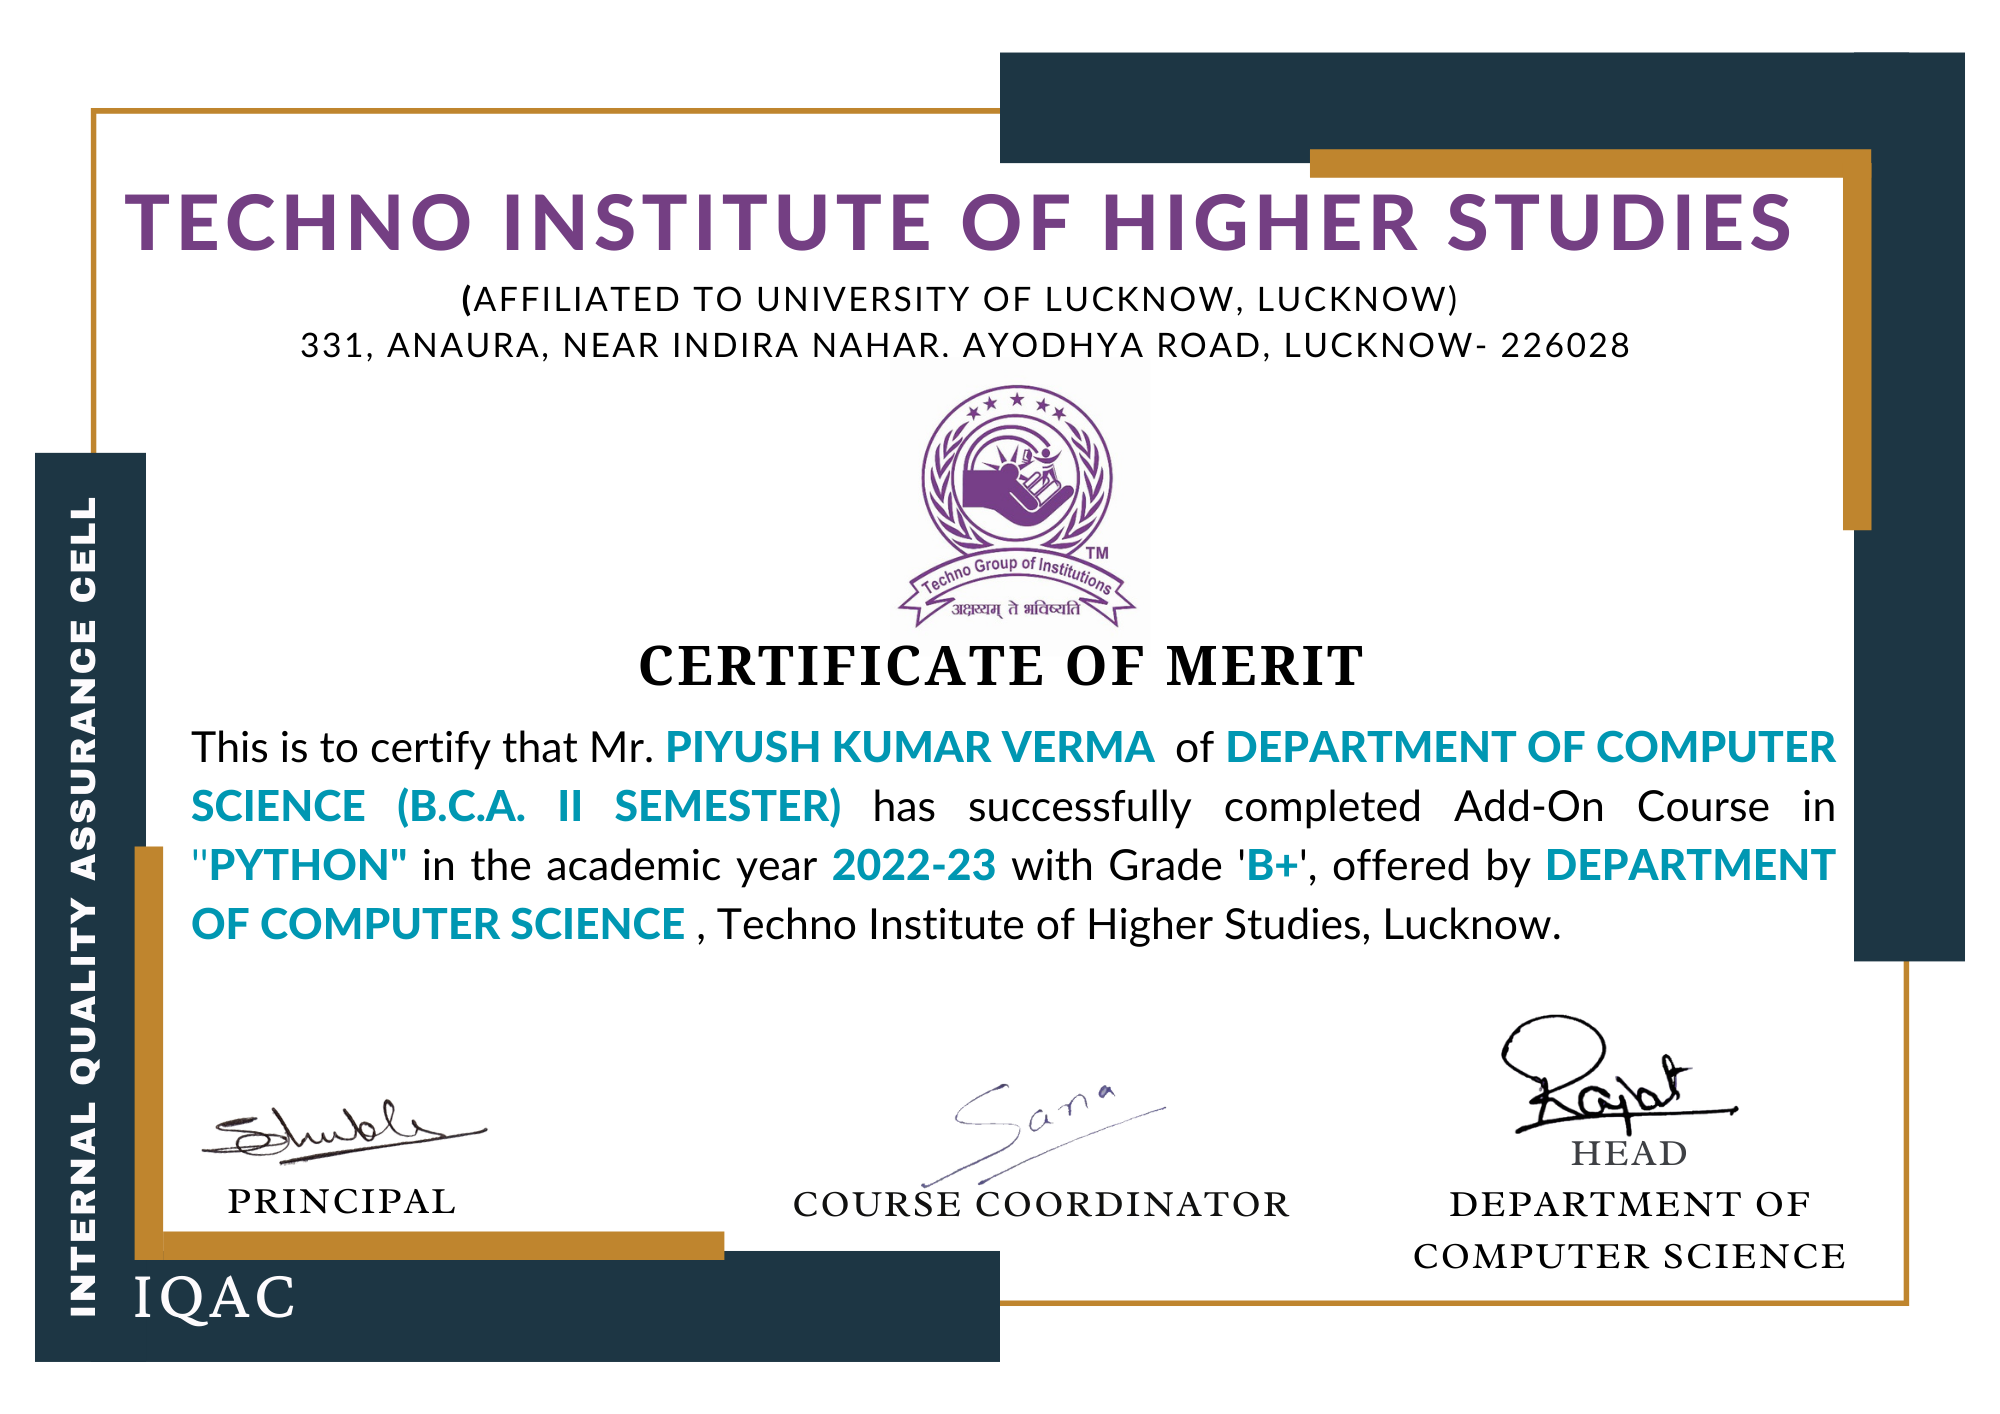 TECHNO INSTITUTE OF HIGHER STUDIES
(AFFILIATED TO UNIVERSITY OF LUCKNOW, LUCKNOW)
331, ANAURA, NEAR INDIRA NAHAR. AYODHYA ROAD, LUCKNOW- 226028
TM
Techno Group of Institutions
अक्षय्यम् ते भविष्यति
CERTIFICATE OF MERIT
This is to certify that Mr. PIYUSH KUMAR VERMA of DEPARTMENT OF COMPUTER
SCIENCE (B.C.A. II SEMESTER) has successfully completed Add-On Course in
"PYTHON" in the academic year 2022-23 with Grade 'B+', offered by DEPARTMENT
OF COMPUTER SCIENCE , Techno Institute of Higher Studies, Lucknow.
Sana
Rajat
PRINCIPAL
COURSE COORDINATOR
HEAD
DEPARTMENT OF
COMPUTER SCIENCE
INTERNAL QUALITY ASSURANCE CELL
IQAC